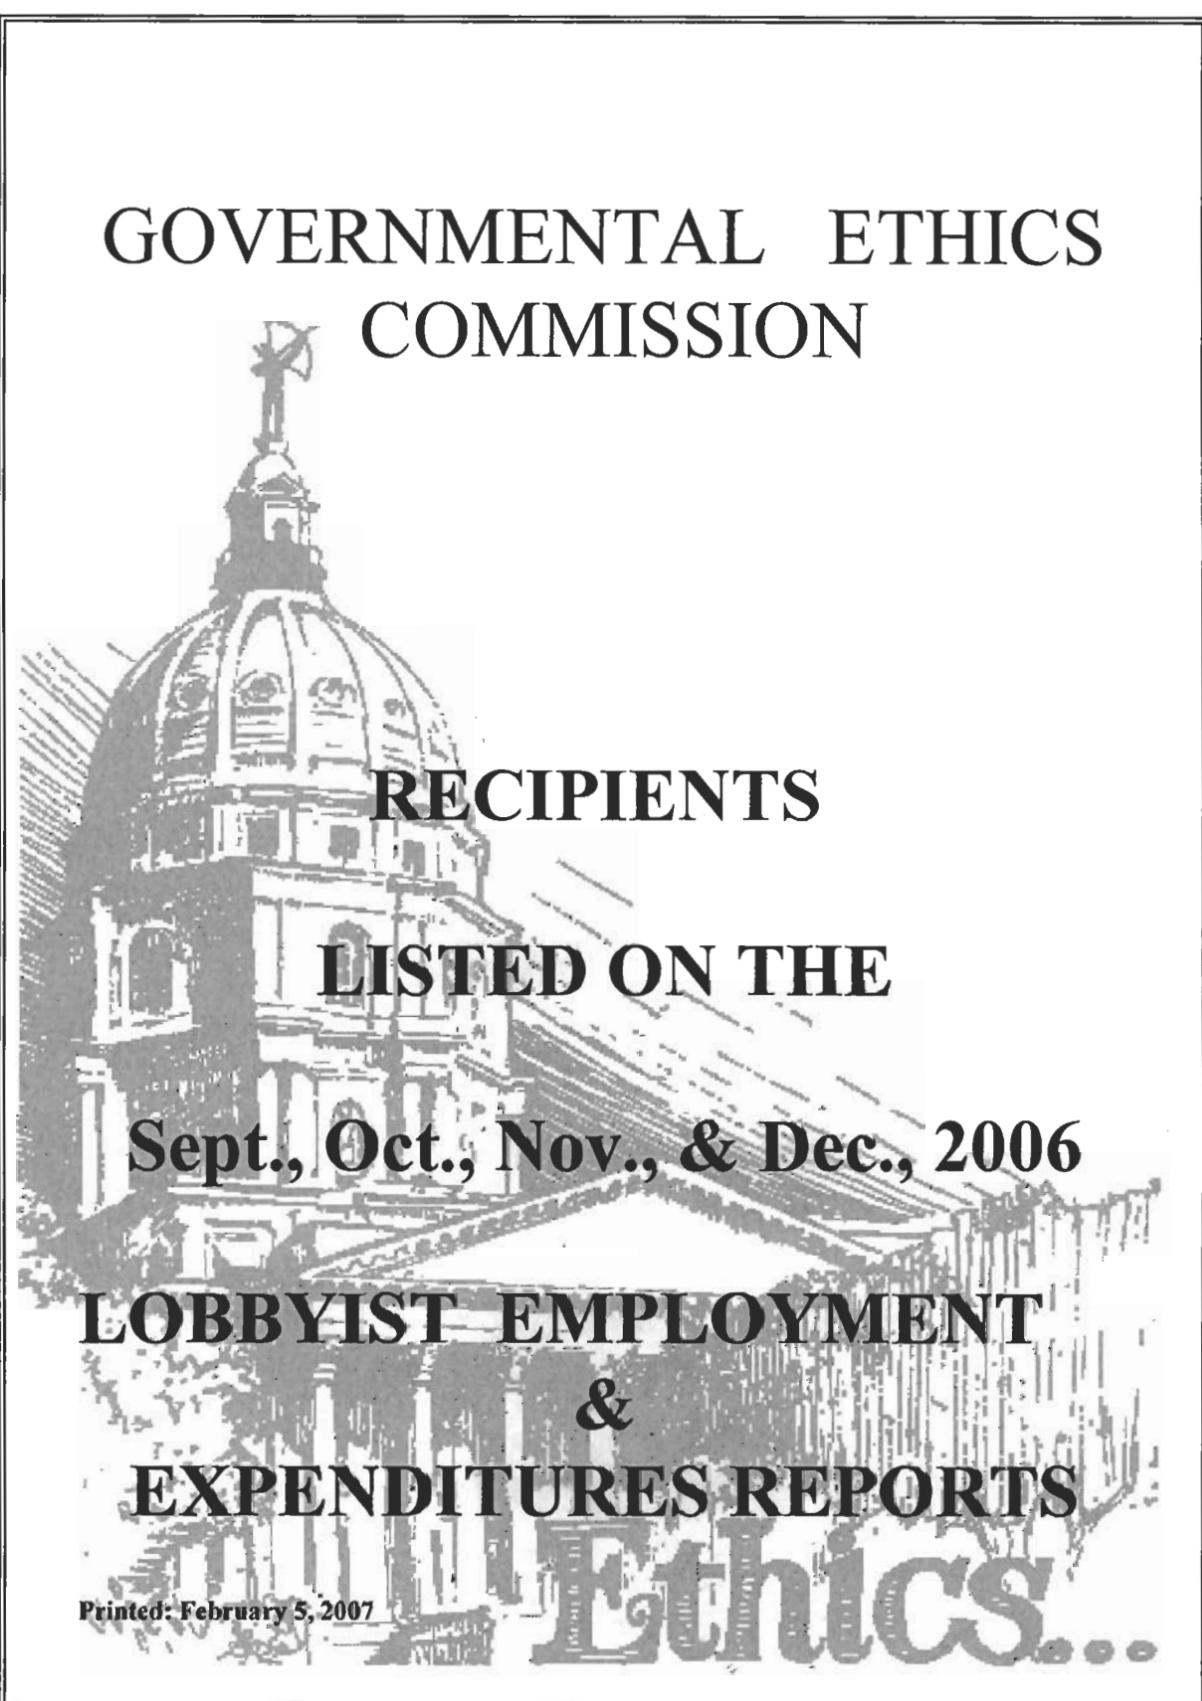 GOVERNMENTAL ETHICS
COMMISSION
RECIPIENTS
LISTED ON THE
Sept., Oct., Nov., & Dec., 2006
LOBBYIST EMPLOYMENT
&
EXPENDITURES REPORTS
Ethics...
Printed: February 5, 2007